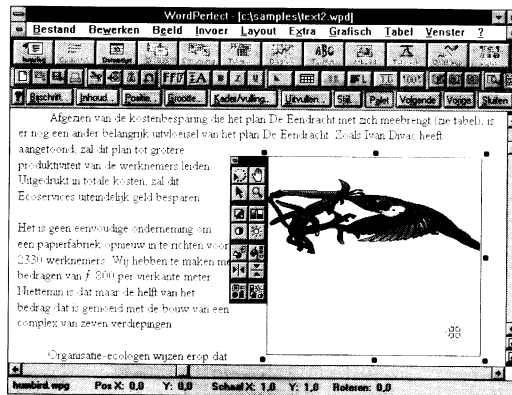 WordPerfect - [c:\samples\text2.wpd]
Bestand Bewerken Beeld Invoer Layout Extra Grafisch Tabel Venster ?
? Bijschrift... Inhoud... Positie... Grootte... Kader/vulling... Uitvullen... Stijl... Palet Volgende Vorige Sluiten
Afgezien van de kostenbesparing die het plan De Eendracht met zich meebrengt (zie tabel), is
er nog een ander belangrijk uitvloeisel van het plan De Eendracht. Zoals Ivan Divac heeft
aangetoond, zal dit plan tot grotere
produktiviteit van de werknemers leiden.
Uitgedrukt in totale kosten, zal dit
Ecoservices uiteindelijk geld besparen.
Het is geen eenvoudige onderneming om
een papierfabriek opnieuw in te richten voor
2330 werknemers. Wij hebben te maken me
bedragen van f 800 per vierkante meter.
Niettemin is dat maar de helft van het
bedrag dat is gemoeid met de bouw van een
complex van zeven verdiepingen.
Organisatie-ecologen wijzen erop dat
humbird.wpg Pos X: 0,0 Y: 0,0 Schaal X: 1,0 Y: 1,0 Roteren: 0,0